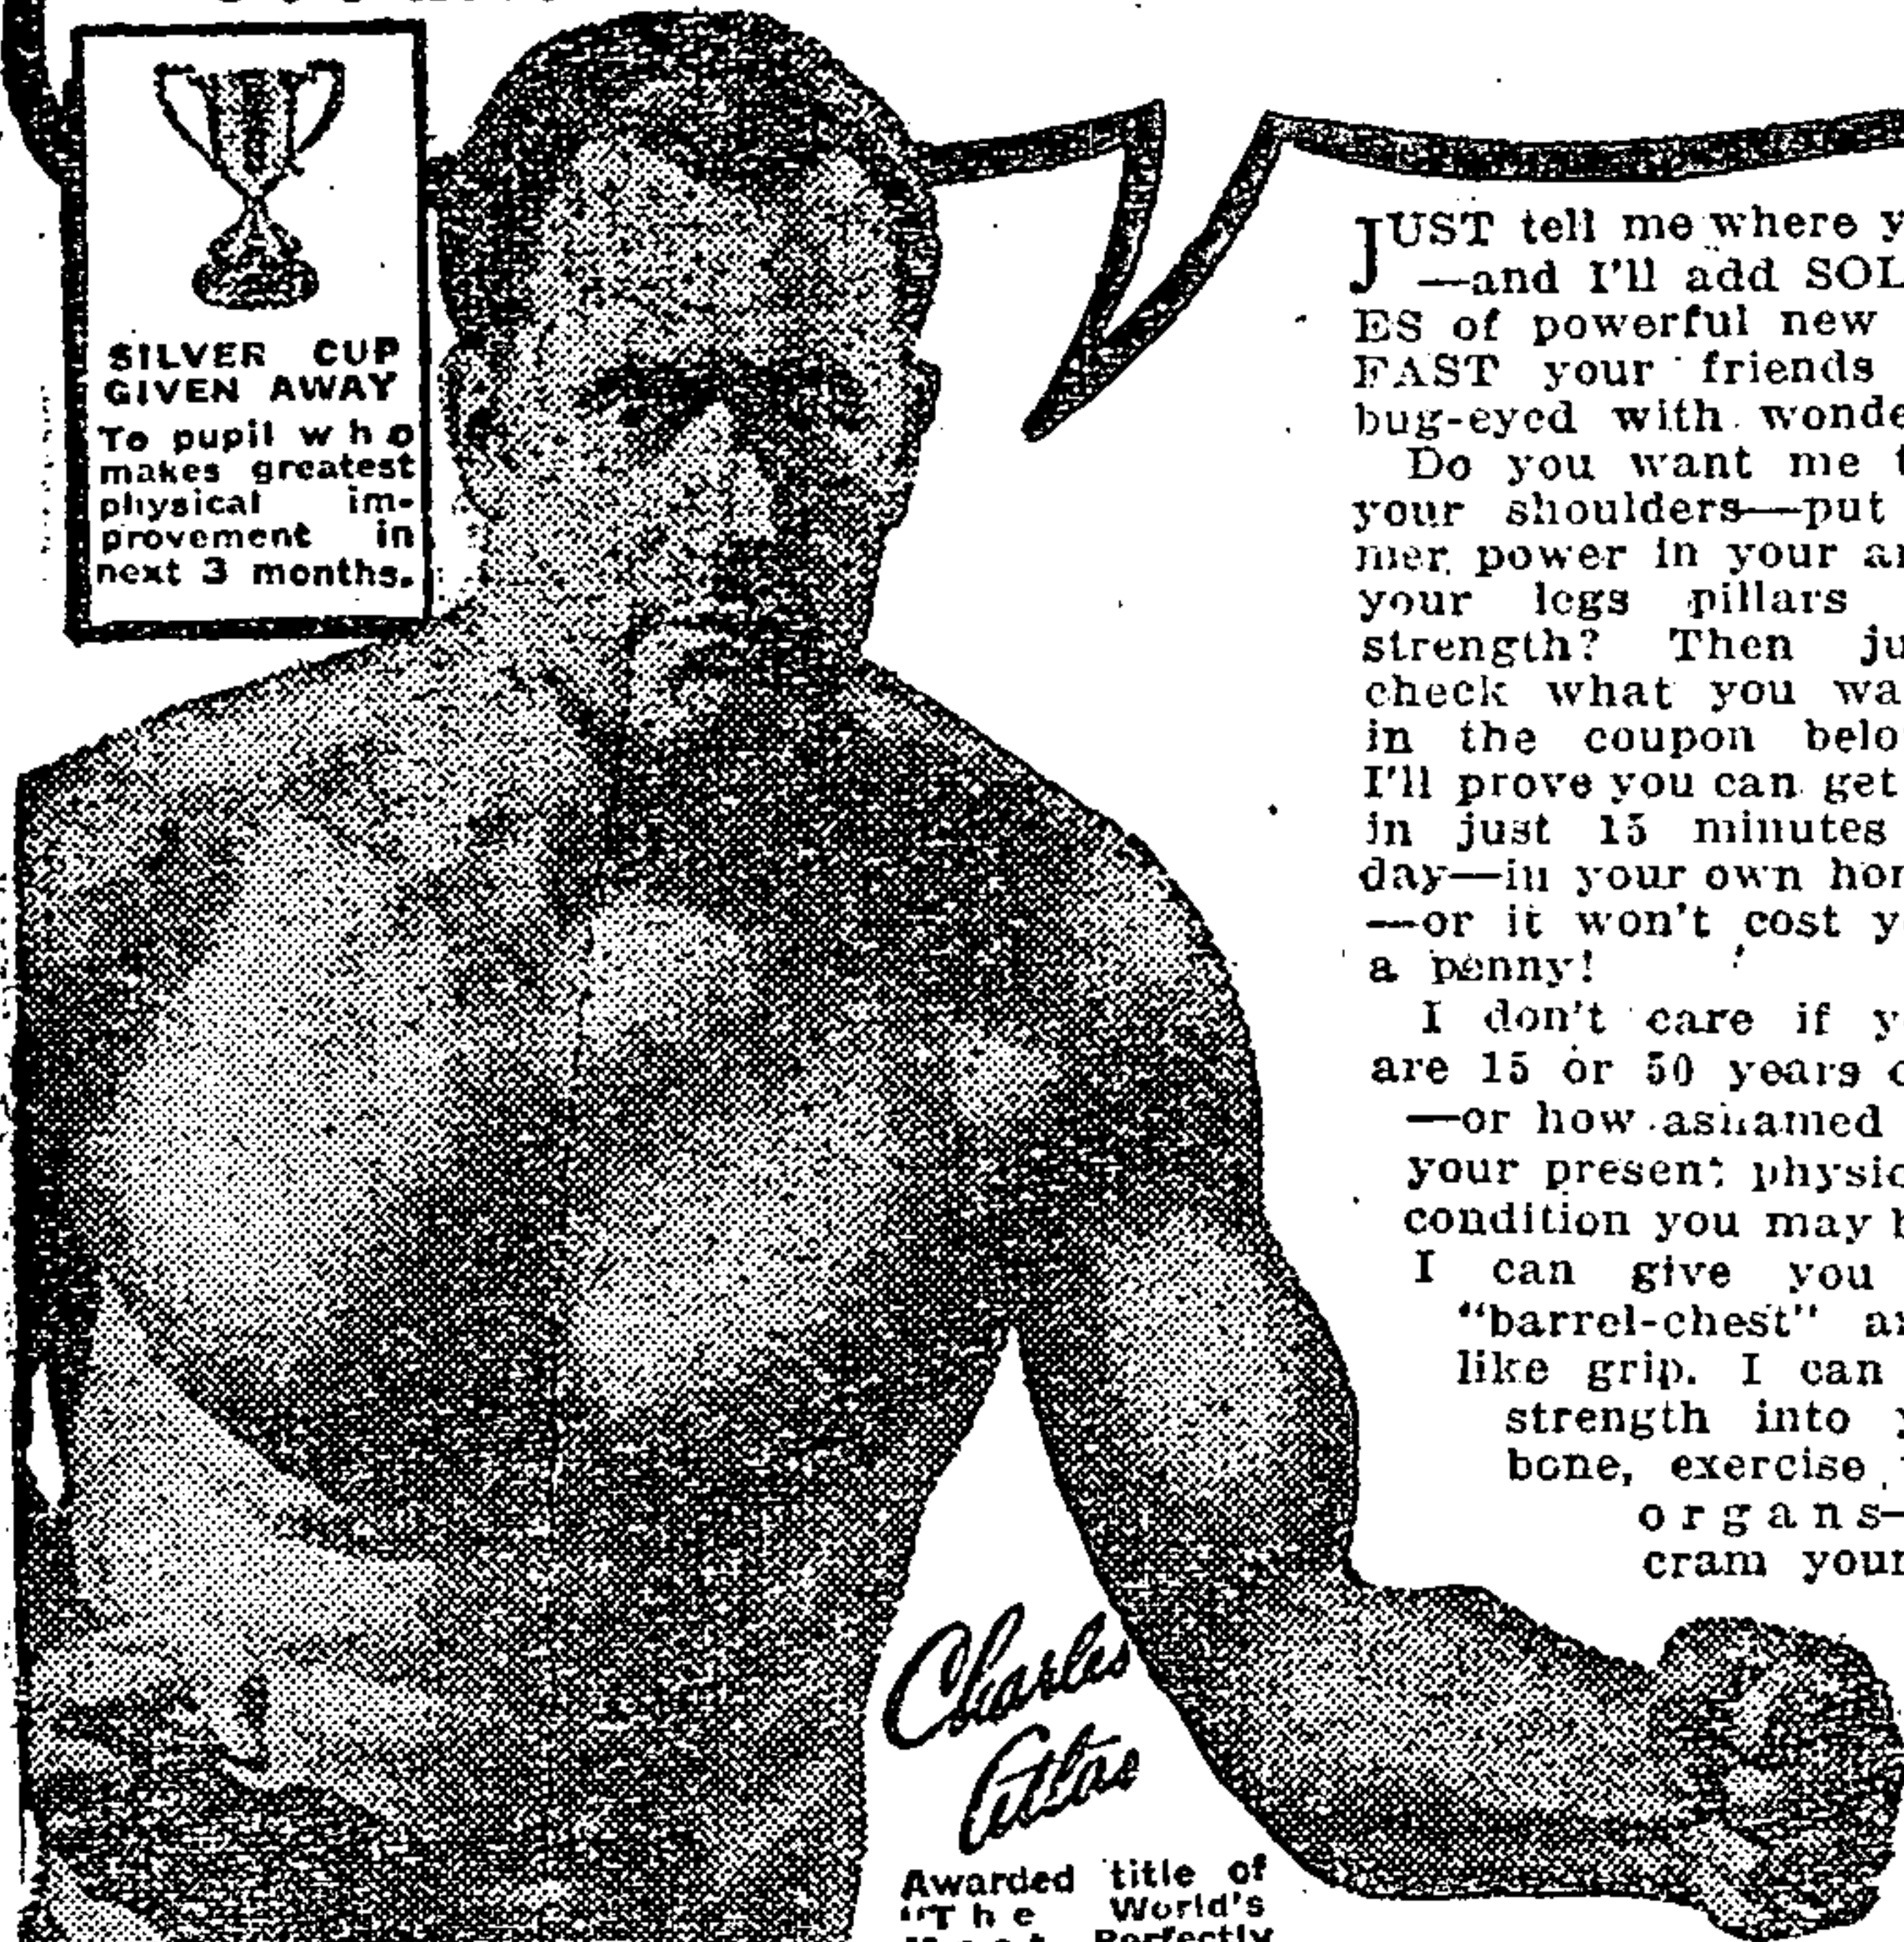 SILVER CUP
GIVEN AWAY
To pupil who
makes greatest
physical im-
provement in
next 3 months.
JUST tell me where y
—and I'll add SOL
ES of powerful new
FAST your friends
bug-eyed with wonde
Do you want me t
your shoulders—put
mer power in your ar
your legs pillars
strength? Then ju
check what you wa
in the coupon belo
I'll prove you can get
in just 15 minutes
day—in your own hom
—or it won't cost y
a penny!
I don't care if y
are 15 or 50 years o
—or how ashamed
your present physic
condition you may b
I can give you
"barrel-chest" an
like grip. I can
strength into y
bone, exercise
organs—
cram your
Charles
Atlas
Awarded title of
"The World's
Most Perfectly